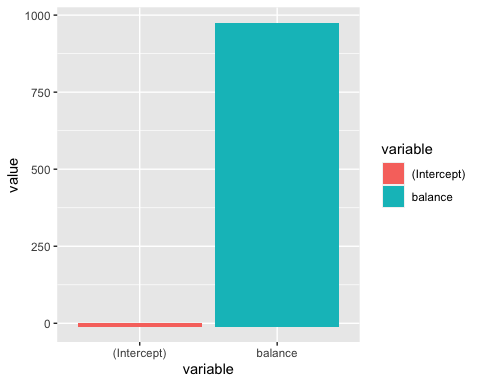 1000
750
500
250
0
value
(Intercept)
balance
variable
variable
(Intercept)
balance